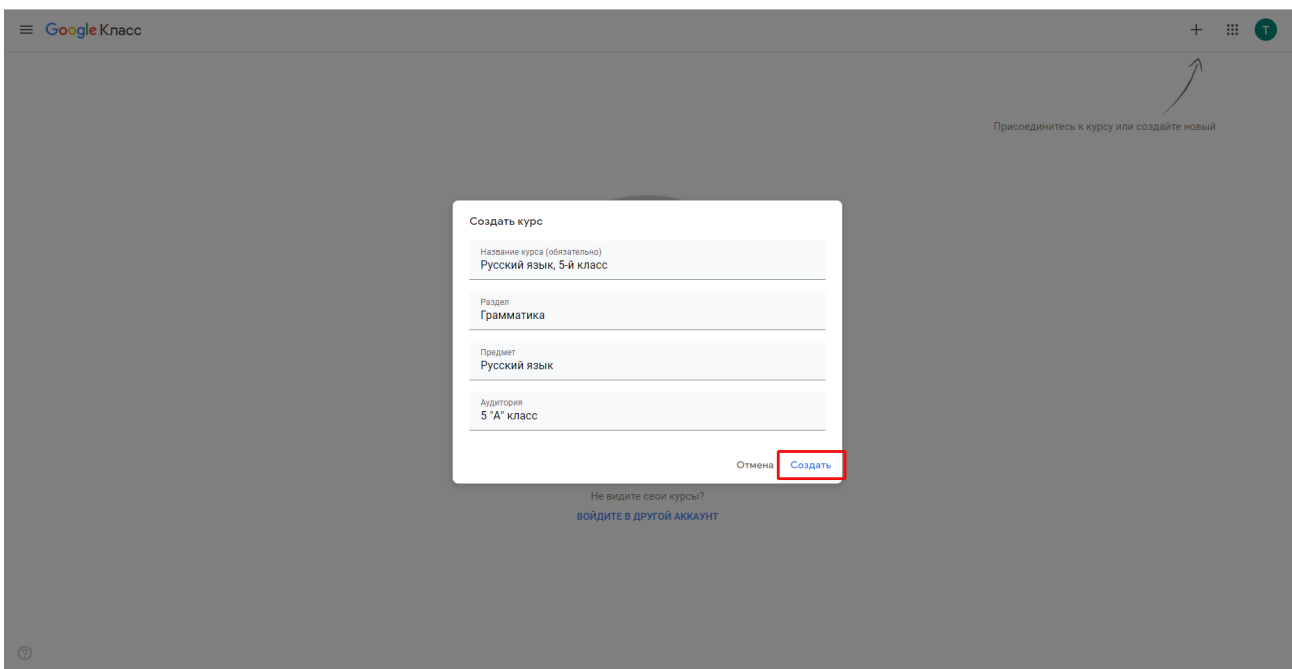 Google Класс
T
Присоединитесь к курсу или создайте новый
Создать курс
Название курса (обязательно)
Русский язык, 5-й класс
Раздел
Грамматика
Предмет
Русский язык
Аудитория
5 "А" класс
Отмена Создать
Не видите свои курсы?
ВОЙДИТЕ В ДРУГОЙ АККАУНТ